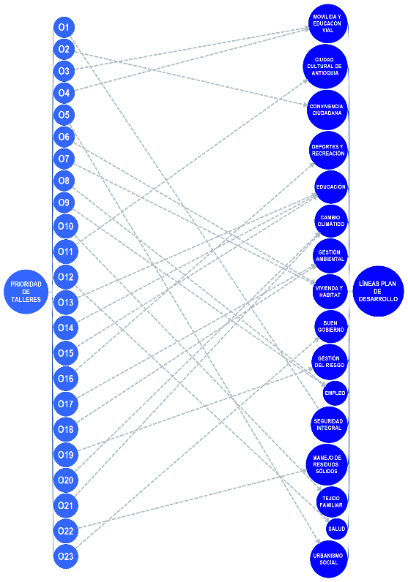 O1
O2
O3
O4
O5
O6
O7
O8
O9
O10
O11
O12
O13
O14
O15
O16
O17
O18
O19
O20
O21
O22
O23
PRIORIDAD
DE
TALLERES
MOVILIDA Y
EDUCACÓN
VIAL
CIUDAD
CULTURAL DE
ANTIOQUIA
CONVIVENCIA
CIUDADANA
DEPORTES Y
RECREACIÓN
EDUCACIÓN
CAMBIO
CLIMÁTICO
GESTIÓN
AMBIENTAL
VIVIENDA Y
HÁBITAT
BUEN
GOBIERNO
GESTIÓN
DEL RIESGO
EMPLEO
SEGURIDAD
INTEGRAL
MANEJO DE
RESIDUOS
SÓLIDOS
TEJIDO
FAMILIAR
SALUD
URBANISMO
SOCIAL
LÍNEAS PLAN
DE
DESARROLLO